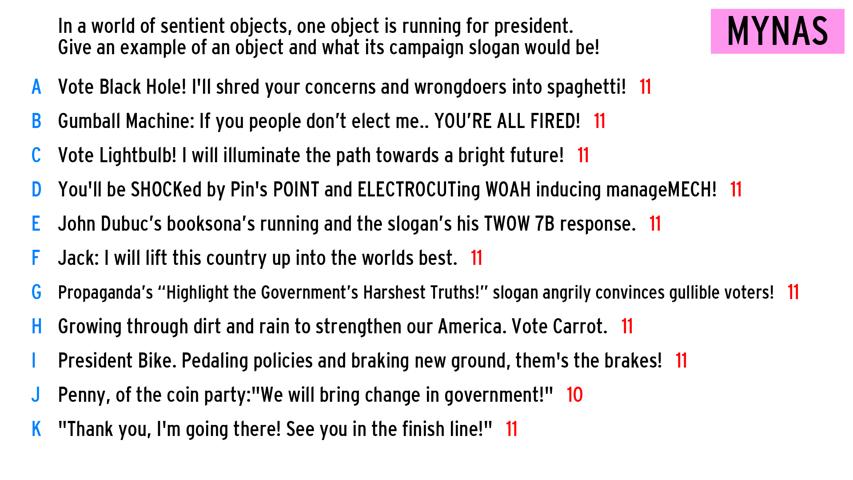 In a world of sentient objects, one object is running for president.
Give an example of an object and what its campaign slogan would be!
MYNAS
A Vote Black Hole! I'll shred your concerns and wrongdoers into spaghetti! 11
B Gumball Machine: If you people don't elect me.. YOU'RE ALL FIRED! 11
C Vote Lightbulb! I will illuminate the path towards a bright future! 11
D You'll be SHOCKed by Pin's POINT and ELECTROCUTing WOAH inducing manageMECH! 11
E John Dubuc's booksona's running and the slogan's his TWOW 7B response. 11
F Jack: I will lift this country up into the worlds best. 11
G Propaganda's “Highlight the Government's Harshest Truths!” slogan angrily convinces gullible voters! 11
H Growing through dirt and rain to strengthen our America. Vote Carrot. 11
I President Bike. Pedaling policies and braking new ground, them's the brakes! 11
J Penny, of the coin party:"We will bring change in government!" 10
K "Thank you, I'm going there! See you in the finish line!" 11